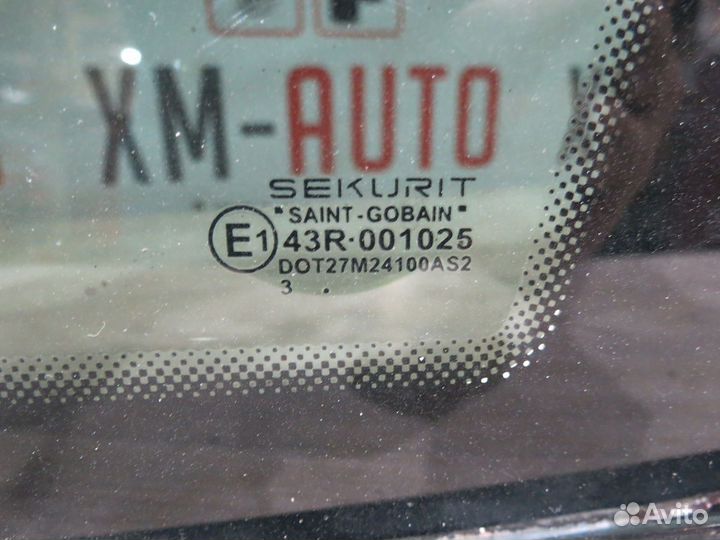 XM-AUTO
SEKURIT
"SAINT-GOBAIN"
E1 43R·001025
DOT27M24100AS2
3 .
Avito